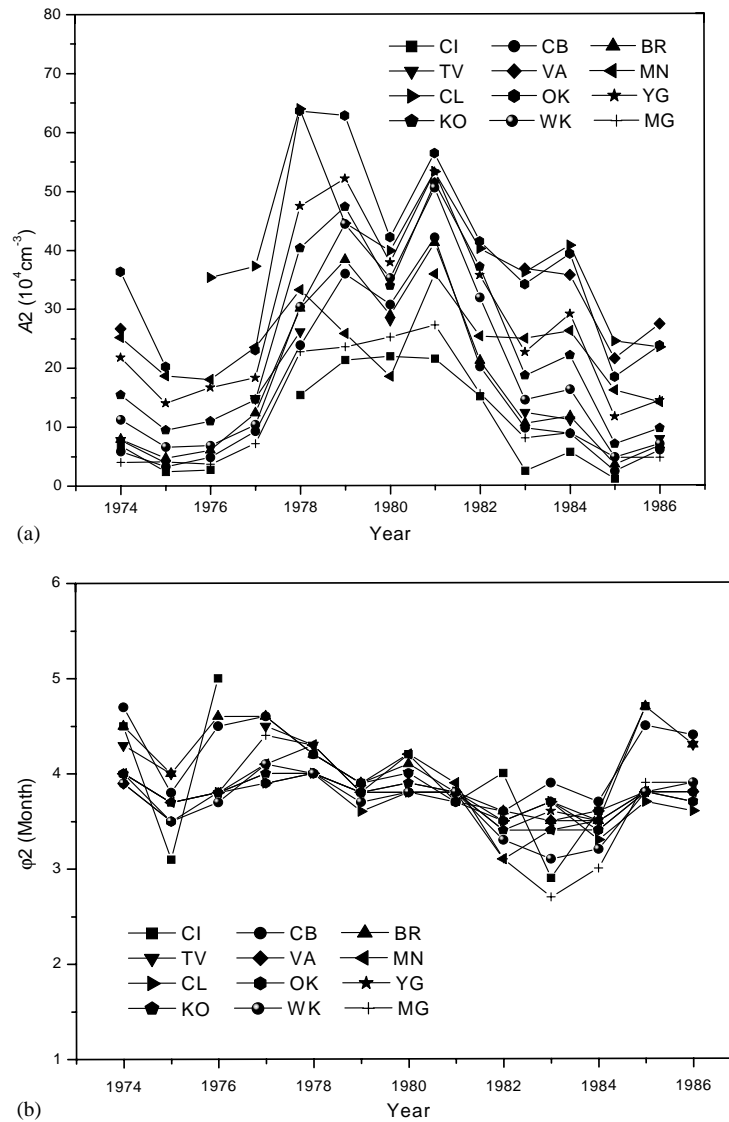 80
70
60
50
40
30
20
10
0
A2 (10⁴cm⁻³)
CI CB BR
TV VA MN
CL OK YG
KO WK MG
1974 1976 1978 1980 1982 1984 1986
(a)
Year
6
5
4
3
2
1
φ2 (Month)
CI CB BR
TV VA MN
CL OK YG
KO WK MG
1974 1976 1978 1980 1982 1984 1986
(b)
Year